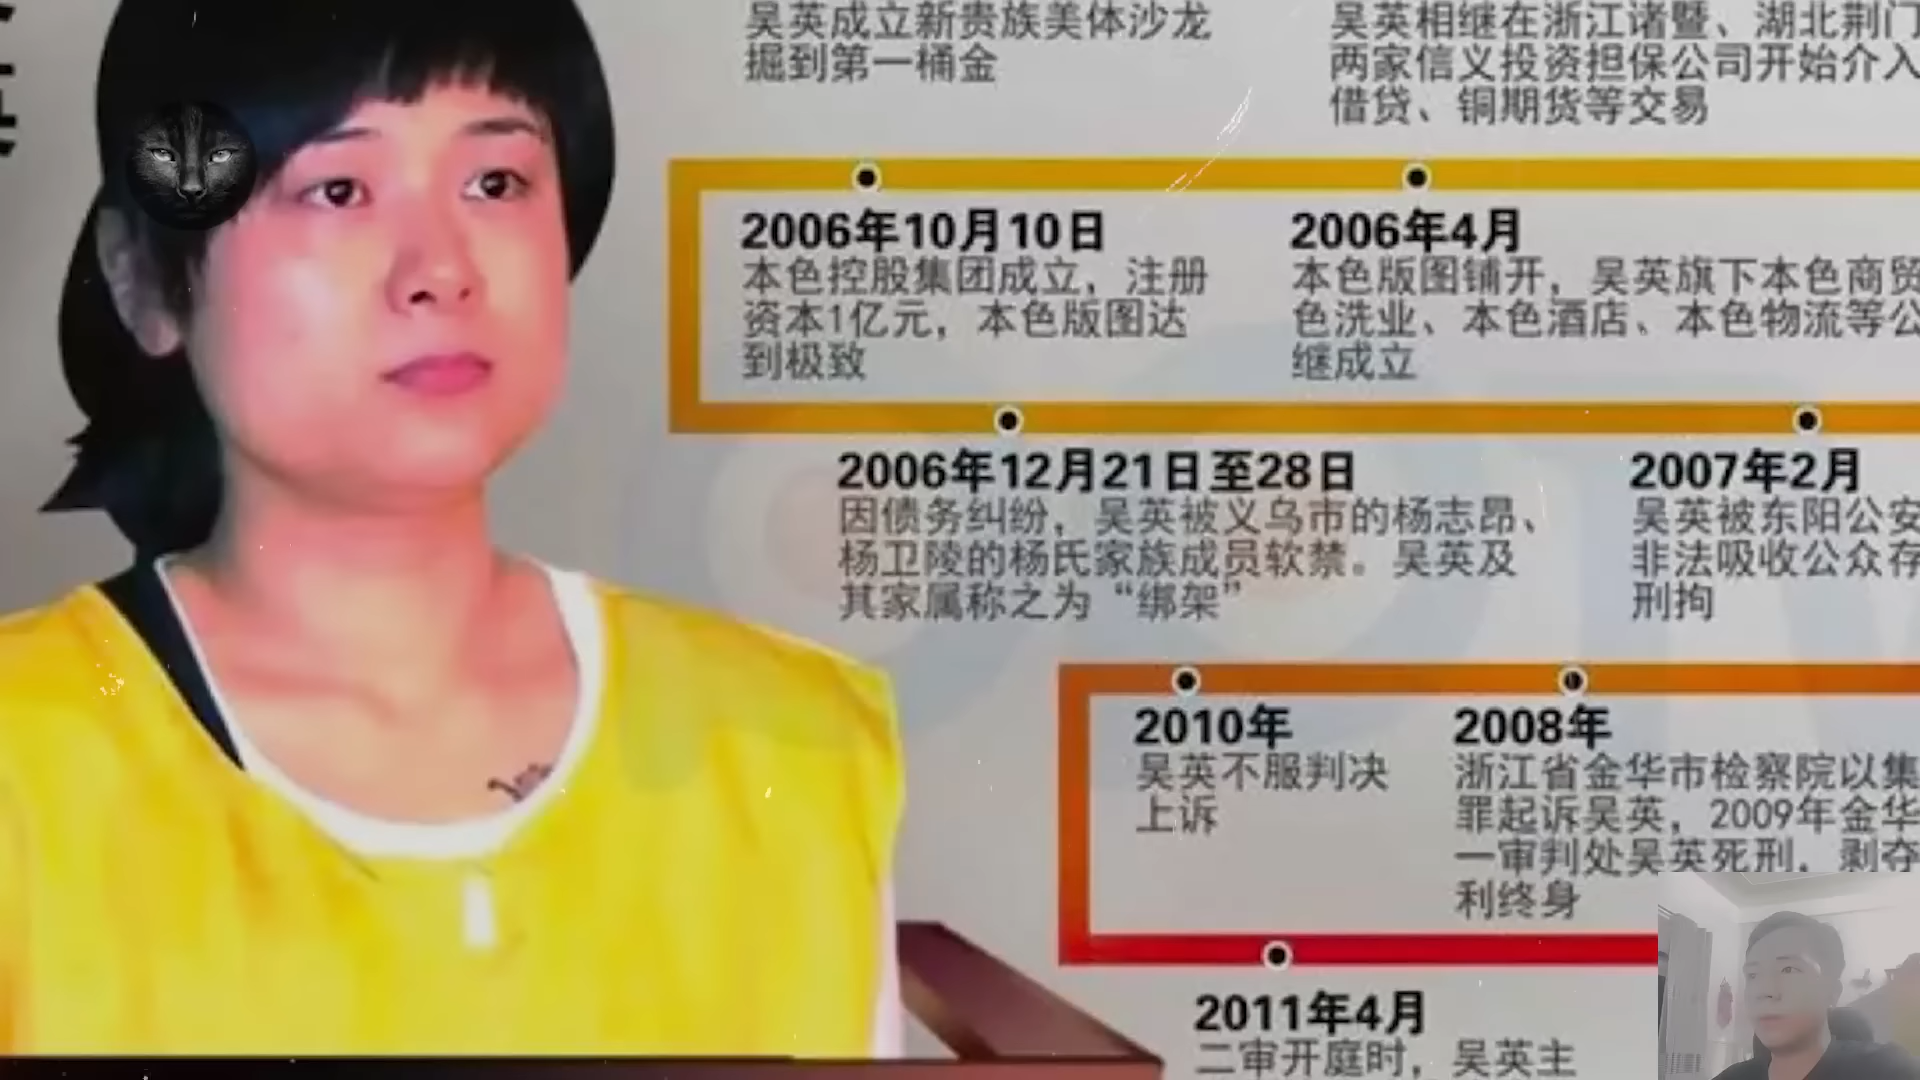 吴英成立新贵族美体沙龙
掘到第一桶金
吴英相继在浙江诸暨、湖北荆门
两家信义投资担保公司开始介入
借贷、铜期货等交易
2006年10月10日
本色控股集团成立，注册
资本1亿元，本色版图达
到极致
2006年4月
本色版图铺开，吴英旗下本色商贸
色洗业、本色酒店、本色物流等公
继成立
2006年12月21日至28日
因债务纠纷，吴英被义乌市的杨志昂、
杨卫陵的杨氏家族成员软禁。吴英及
其家属称之为“绑架”
2007年2月
吴英被东阳公安
非法吸收公众存
刑拘
2010年
吴英不服判决
上诉
2008年
浙江省金华市检察院以集
罪起诉吴英，2009年金华
一审判处吴英死刑，剥夺
利终身
2011年4月
二审开庭时，吴英主